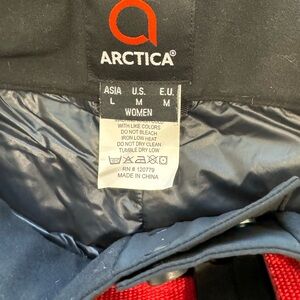 ARCTICA®
ASIA U.S. E.U.
L M M
WOMEN
WITH LIKE COLORS
DO NOT BLEACH
IRON LOW HEAT
DO NOT DRY CLEAN
TUMBLE DRY LOW
RN # 120779
MADE IN CHINA